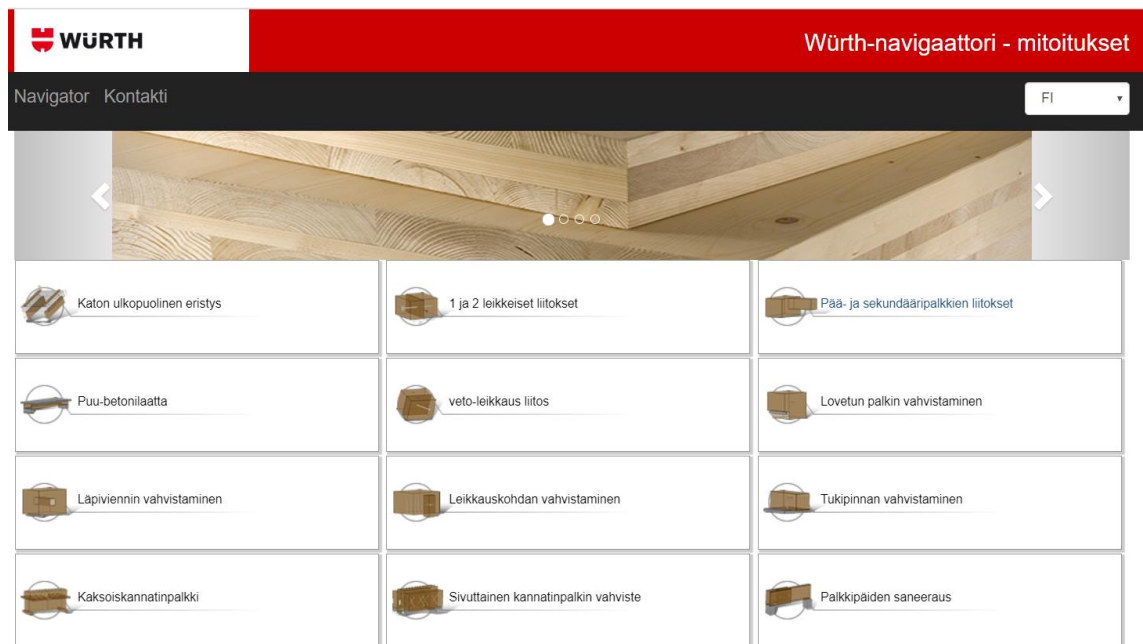 WÜRTH
Würth-navigaattori - mitoitukset
Navigator Kontakti
FI
Katon ulkopuolinen eristys
1 ja 2 leikkeiset liitokset
Pää- ja sekundääripalkkien liitokset
Puu-betonilaatta
veto-leikkaus liitos
Lovetun palkin vahvistaminen
Läpiviennin vahvistaminen
Leikkauskohdan vahvistaminen
Tukipinnan vahvistaminen
Kaksoiskannatinpalkki
Sivuttainen kannatinpalkin vahviste
Palkkipäiden saneeraus